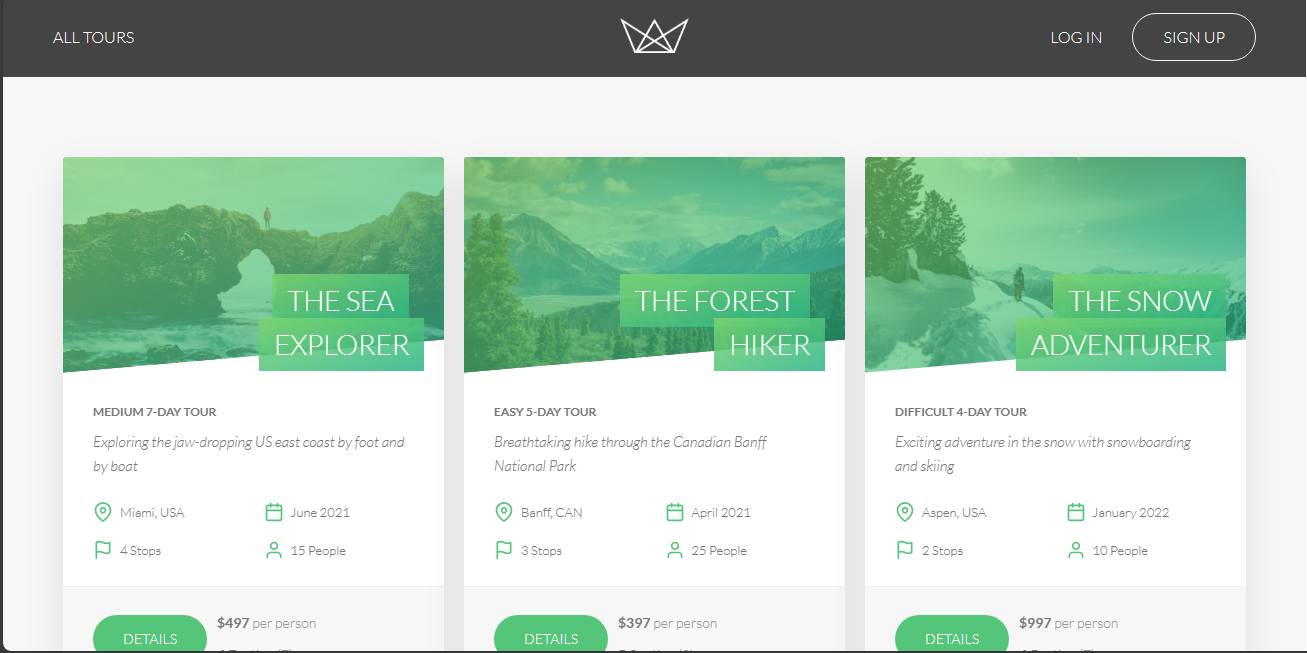 ALL TOURS
LOG IN
SIGN UP
THE SEA
EXPLORER
MEDIUM 7-DAY TOUR
Exploring the jaw-dropping US east coast by foot and
by boat
Miami, USA
June 2021
4 Stops
15 People
DETAILS
$497 per person
THE FOREST
HIKER
EASY 5-DAY TOUR
Breathtaking hike through the Canadian Banff
National Park
Banff, CAN
April 2021
3 Stops
25 People
DETAILS
$397 per person
THE SNOW
ADVENTURER
DIFFICULT 4-DAY TOUR
Exciting adventure in the snow with snowboarding
and skiing
Aspen, USA
January 2022
2 Stops
10 People
DETAILS
$997 per person